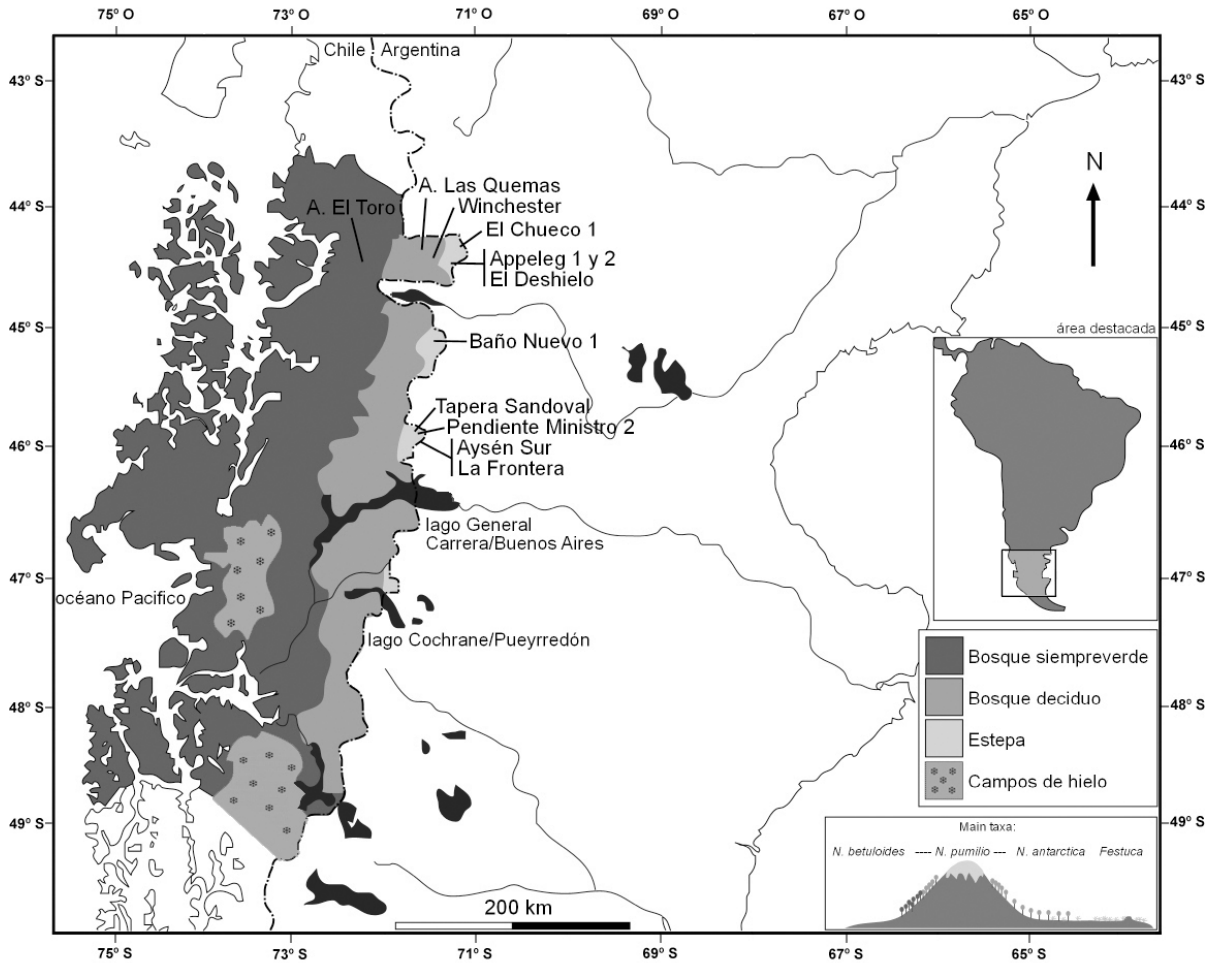 75º O
73º O
71º O
69º O
67º O
65º O
Chile
Argentina
43º S
43º S
N
A. Las Quemas
Winchester
44º S
A. El Toro
44º S
El Chueco 1
Appeleg 1 y 2
El Deshielo
45º S
área destacada
45º S
Baño Nuevo 1
Tapera Sandoval
Pendiente Ministro 2
46º S
Aysén Sur
46º S
La Frontera
lago General
Carrera/Buenos Aires
47º S
47º S
océano Pacífico
lago Cochrane/Pueyrredón
Bosque siempreverde
Bosque deciduo
48º S
48º S
Estepa
Campos de hielo
49º S
49º S
Main taxa:
N. betuloides ---- N. pumilio --- N. antarctica Festuca
200 km
75º O
73º O
71º O
69º O
67º O
65º O